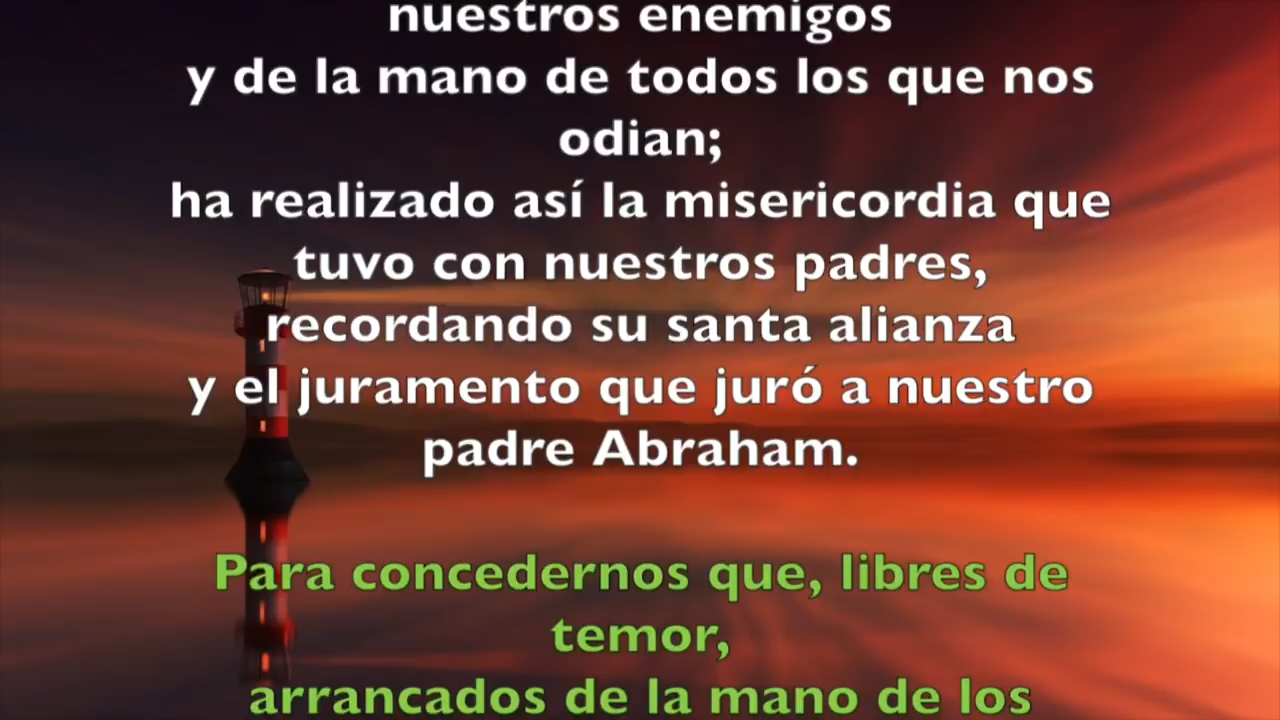 nuestros enemigos
y de la mano de todos los que nos
odian;
ha realizado así la misericordia que
tuvo con nuestros padres,
recordando su santa alianza
y el juramento que juró a nuestro
padre Abraham.
Para concedernos que, libres de
temor,
arrancados de la mano de los